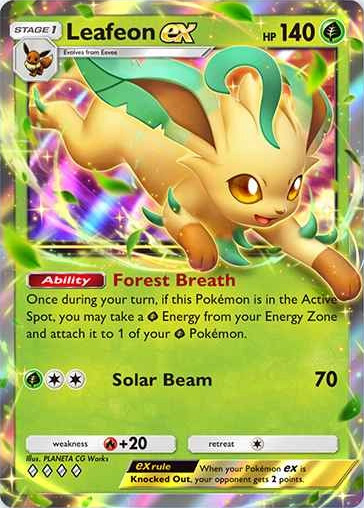 STAGE 1 Leafeon ex HP 140
Evolves from Eevee
Ability Forest Breath
Once during your turn, if this Pokémon is in the Active
Spot, you may take a Energy from your Energy Zone
and attach it to 1 of your Pokémon.
Solar Beam 70
weakness +20 retreat
Illus. PLANETA CG Works
ex rule When your Pokémon ex is
Knocked Out, your opponent gets 2 points.